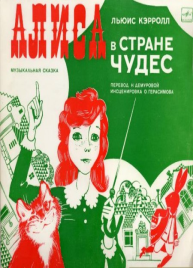 АЛИСА
ЛЬЮИС КЭРРОЛЛ
В СТРАНЕ
ЧУДЕС
МУЗЫКАЛЬНАЯ СКАЗКА
ПЕРЕВОД Н ДЕМУРОВОЙ
ИНСЦЕНИРОВКА О ГЕРАСИМОВА